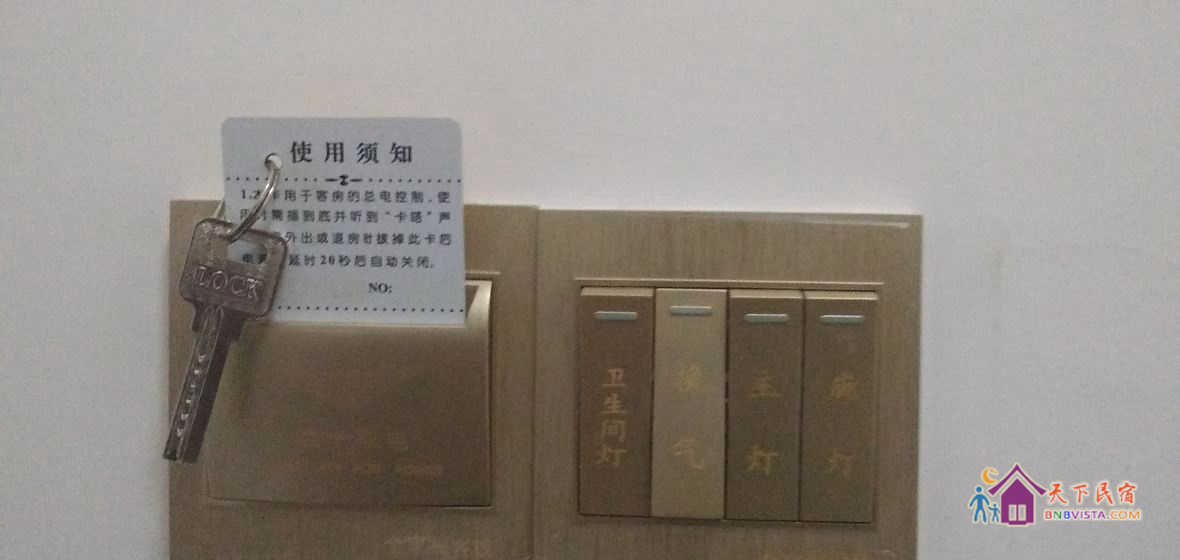 使用须知
1.2 用于客房的总电控制，使
时需插到底并听到“卡嗒”声
外出或退房时拔掉此卡后
延时20秒后自动关闭。
NO:
LOCK
卫生间灯
换气
主灯
廊灯
天下民宿
BNBVISTA.COM